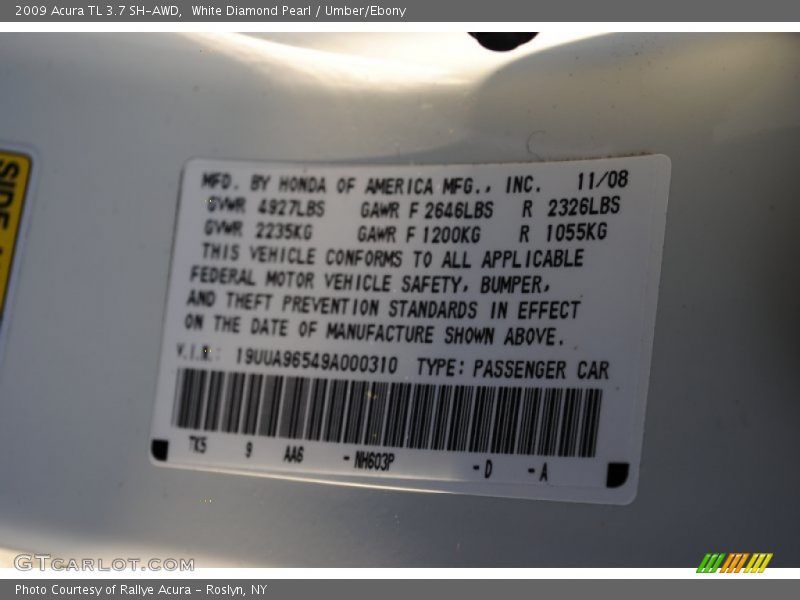 2009 Acura TL 3.7 SH-AWD, White Diamond Pearl / Umber/Ebony
SIDE
MFD. BY HONDA OF AMERICA MFG., INC. 11/08
GVWR 4927LBS GAWR F 2646LBS R 2326LBS
GVWR 2235KG GAWR F 1200KG R 1055KG
THIS VEHICLE CONFORMS TO ALL APPLICABLE
FEDERAL MOTOR VEHICLE SAFETY, BUMPER,
AND THEFT PREVENTION STANDARDS IN EFFECT
ON THE DATE OF MANUFACTURE SHOWN ABOVE.
V.I.N.: 19UUA96549A000310 TYPE: PASSENGER CAR
TK5 9 AA6 -NH603P -D -A
GTCARLOT.COM
Photo Courtesy of Rallye Acura - Roslyn, NY